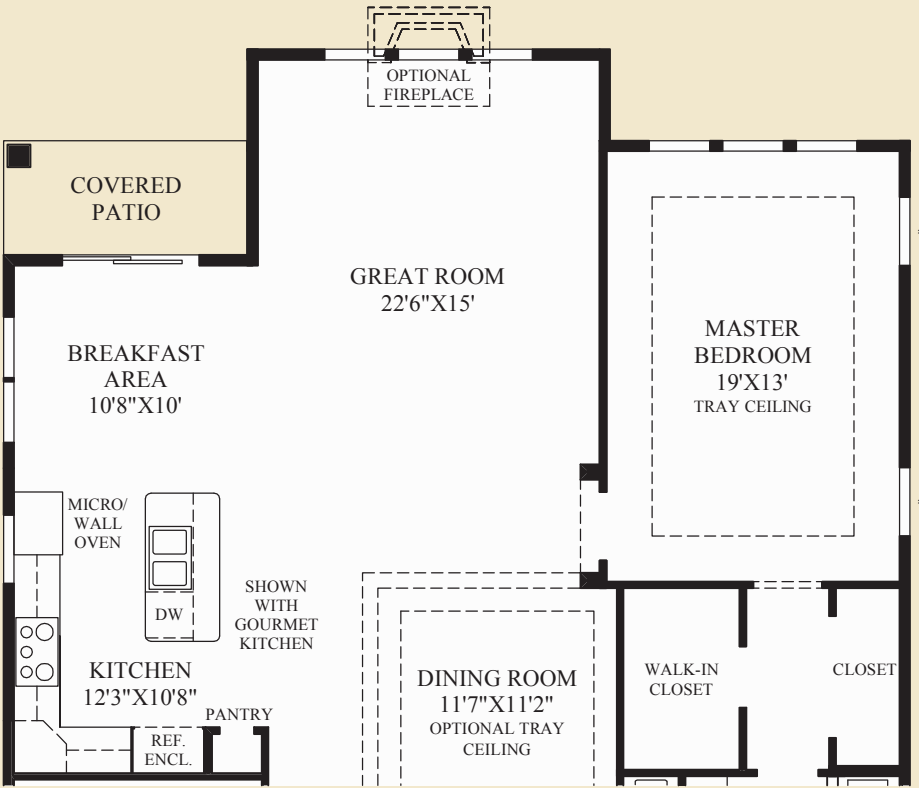 OPTIONAL
FIREPLACE
COVERED
PATIO
GREAT ROOM
22'6"X15'
MASTER
BEDROOM
19'X13'
TRAY CEILING
BREAKFAST
AREA
10'8"X10'
MICRO/
WALL
OVEN
DW
SHOWN
WITH
GOURMET
KITCHEN
KITCHEN
12'3"X10'8"
PANTRY
REF.
ENCL.
DINING ROOM
11'7"X11'2"
OPTIONAL TRAY
CEILING
WALK-IN
CLOSET
CLOSET